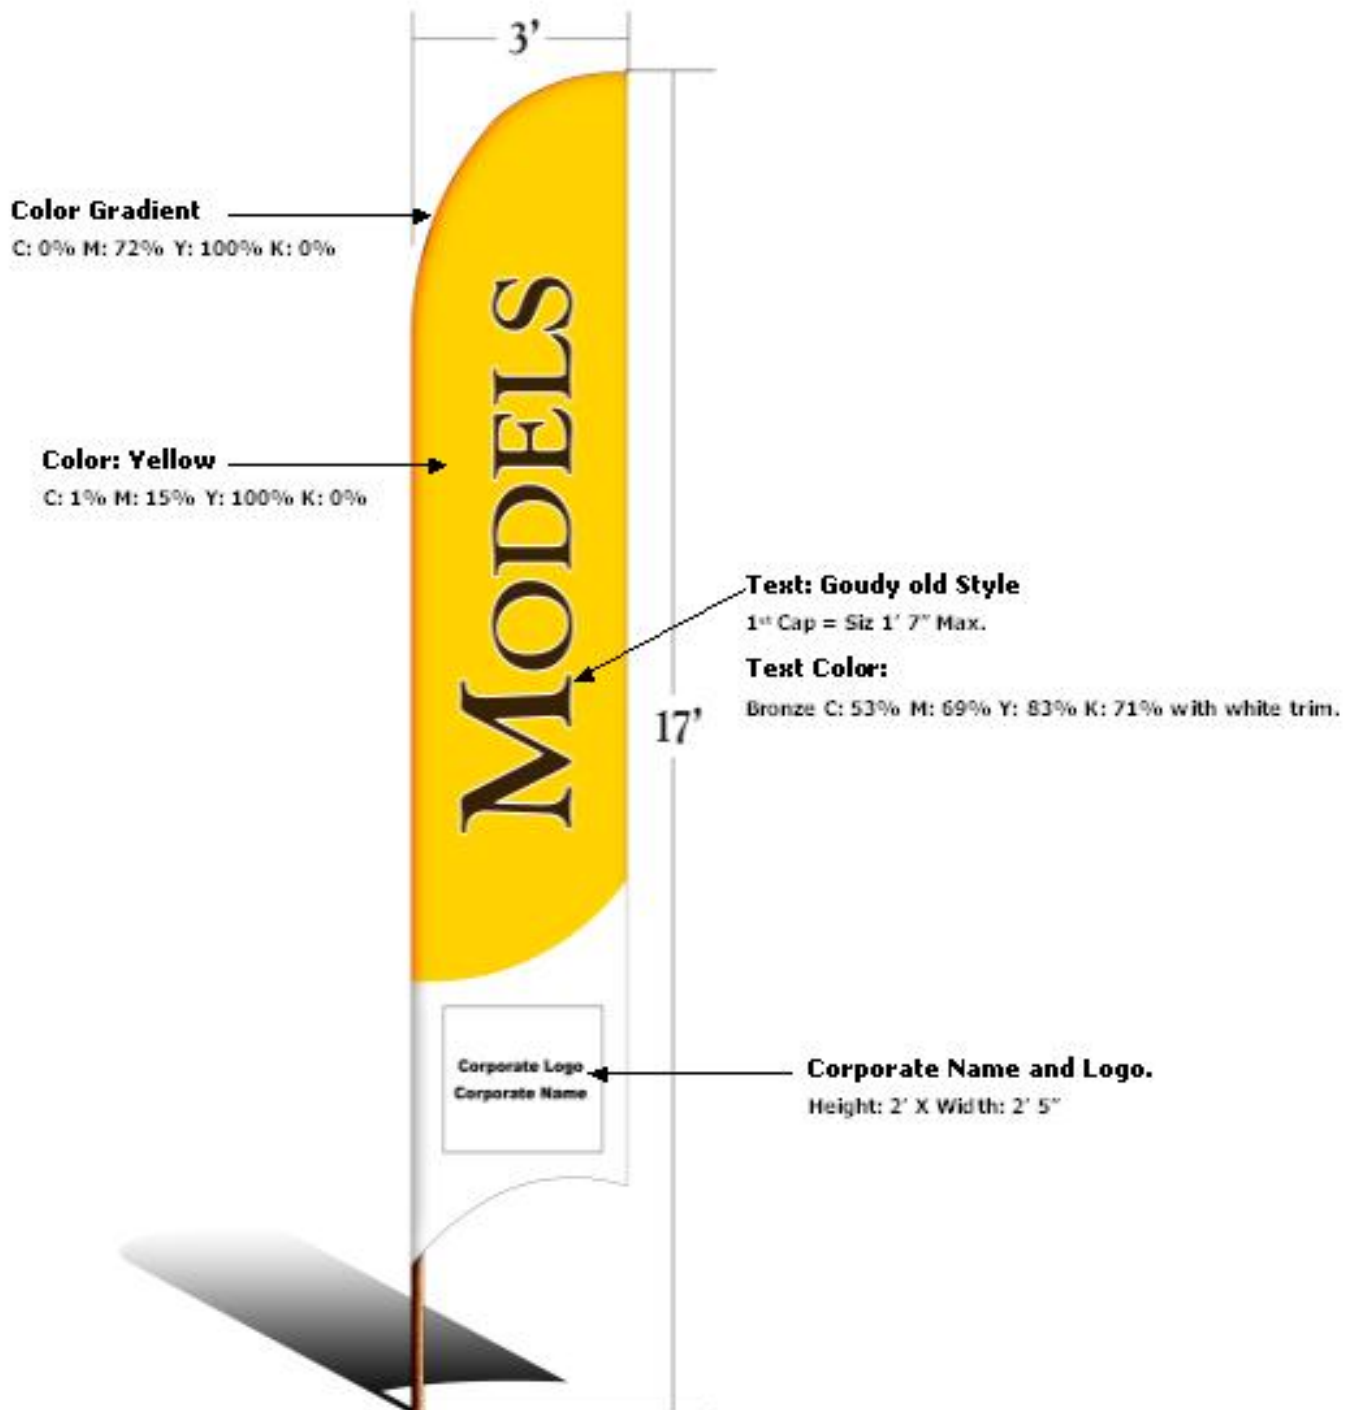 3’
Color Gradient
C: 0% M: 72% Y: 100% K: 0%
MODELS
Color: Yellow
C: 1% M: 15% Y: 100% K: 0%
Text: Goudy old Style
1st Cap = Siz 1’ 7” Max.
Text Color:
Bronze C: 53% M: 69% Y: 83% K: 71% with white trim.
17’
Corporate Logo
Corporate Name
Corporate Name and Logo.
Height: 2’ X Width: 2’ 5”